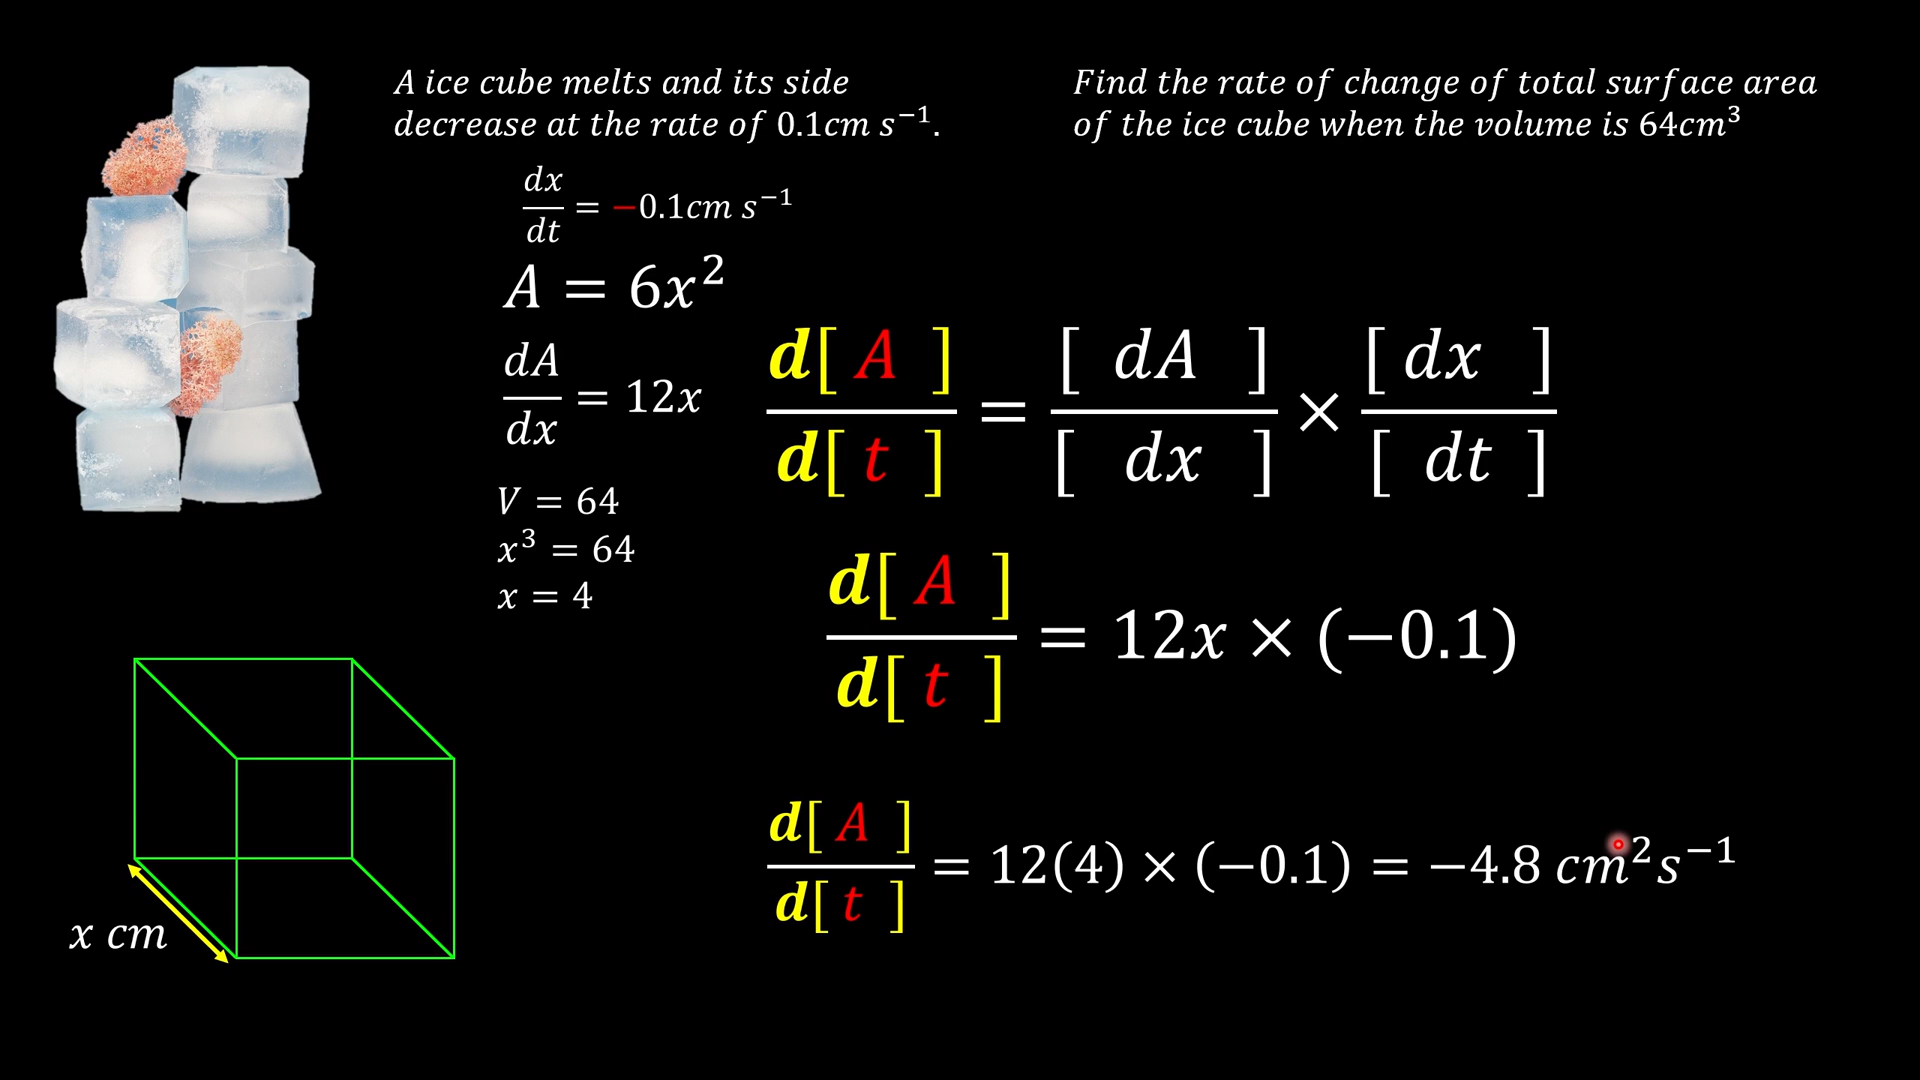 A ice cube melts and its side
decrease at the rate of 0.1cm s⁻¹.
Find the rate of change of total surface area
of the ice cube when the volume is 64cm³
dx/dt = −0.1cm s⁻¹
A = 6x²
dA/dx = 12x
V = 64
x³ = 64
x = 4
d[ A ]/d[ t ] = [ dA ]/[ dx ] × [ dx ]/[ dt ]
d[ A ]/d[ t ] = 12x × (−0.1)
d[ A ]/d[ t ] = 12(4) × (−0.1) = −4.8 cm²s⁻¹
x cm